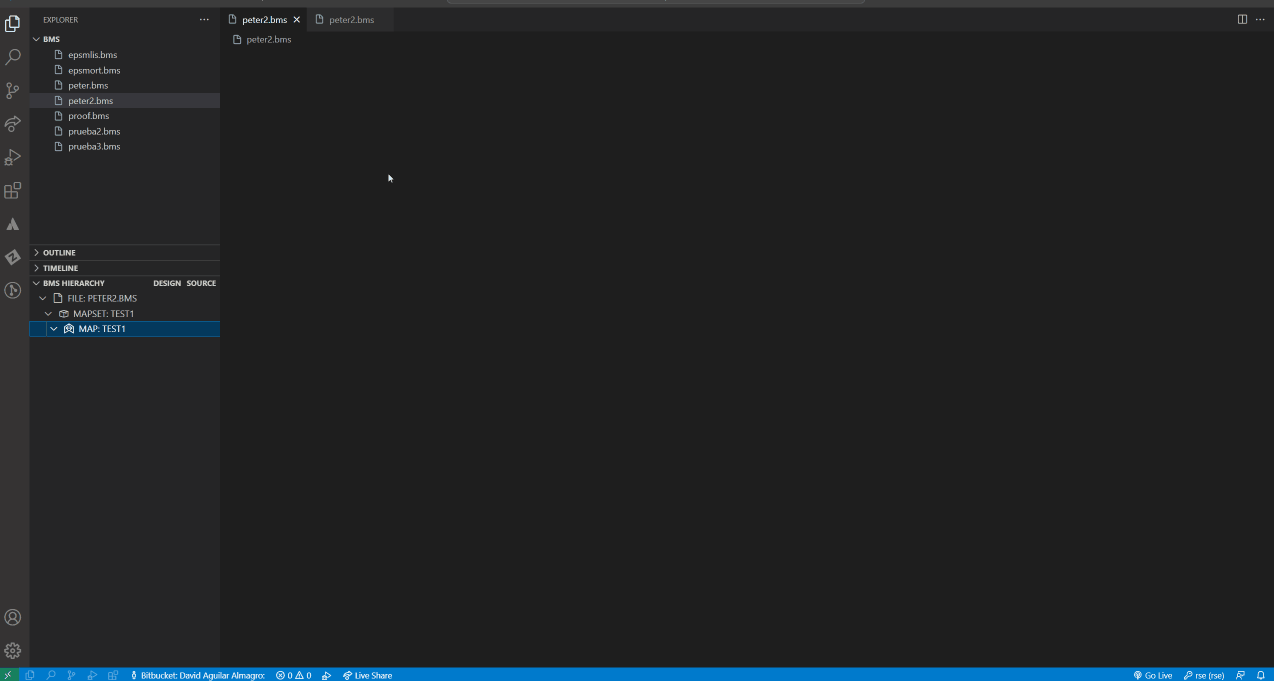 EXPLORER
peter2.bms
peter2.bms
BMS
peter2.bms
epsmlis.bms
epsmort.bms
peter.bms
peter2.bms
proof.bms
prueba2.bms
prueba3.bms
OUTLINE
TIMELINE
BMS HIERARCHY DESIGN SOURCE
FILE: PETER2.BMS
MAPSET: TEST1
MAP: TEST1
Bitbucket: David Aguilar Almagro: 0 0 Live Share Go Live rse (rse)